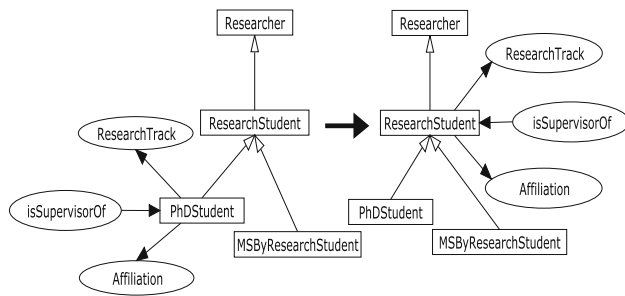 Researcher
ResearchStudent
ResearchTrack
isSupervisorOf
PhDStudent
MSByResearchStudent
Affiliation
Researcher
ResearchTrack
ResearchStudent
isSupervisorOf
Affiliation
PhDStudent
MSByResearchStudent